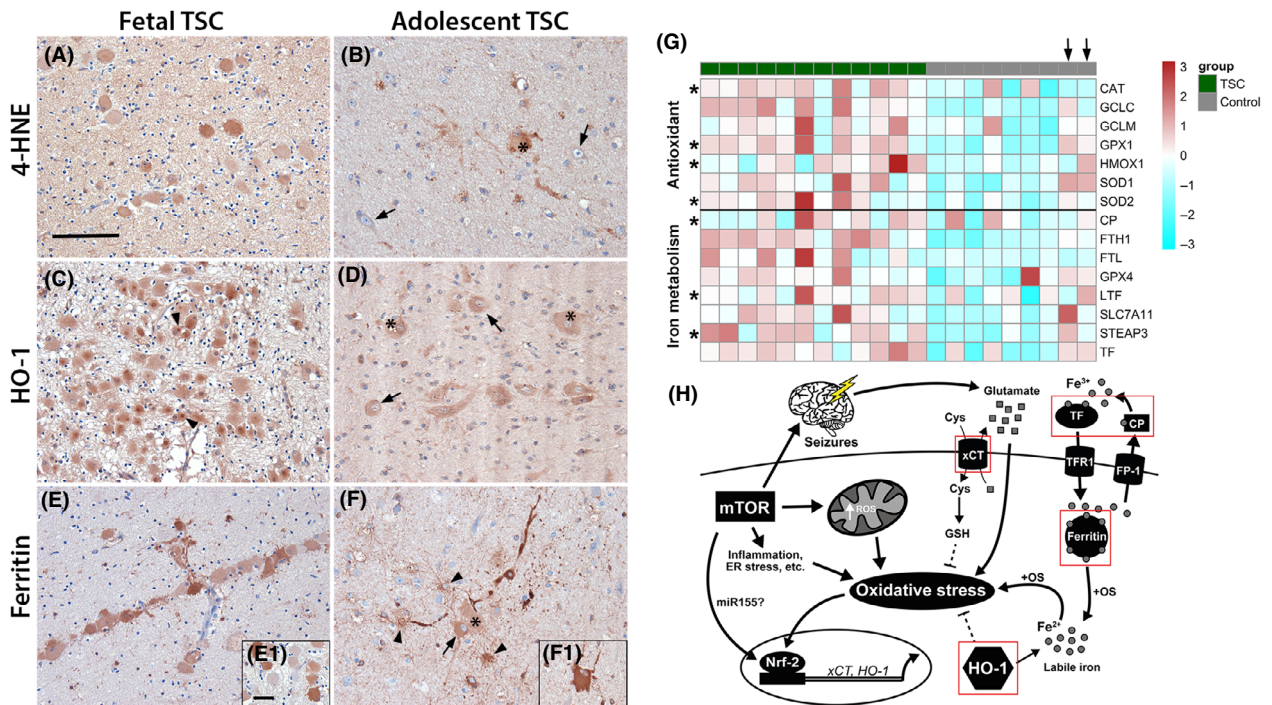 Fetal TSC
Adolescent TSC
4-HNE
HO-1
Ferritin
(A)
(B)
*
(C)
(D)
*
*
(E)
(E1)
(F)
*
(F1)
(G)
group
TSC
Control
3
2
1
0
−1
−2
−3
Antioxidant
Iron metabolism
* CAT
GCLC
GCLM
* GPX1
* HMOX1
SOD1
* SOD2
* CP
FTH1
FTL
GPX4
* LTF
SLC7A11
* STEAP3
TF
(H)
Seizures
Glutamate
Fe3+
Cys
TF
CP
xCT
TFR1
FP-1
Cys
mTOR
ROS
GSH
Ferritin
Inflammation,
ER stress, etc.
Oxidative stress
+OS
+OS
miR155?
Fe2+
Labile iron
Nrf-2
xCT, HO-1
HO-1